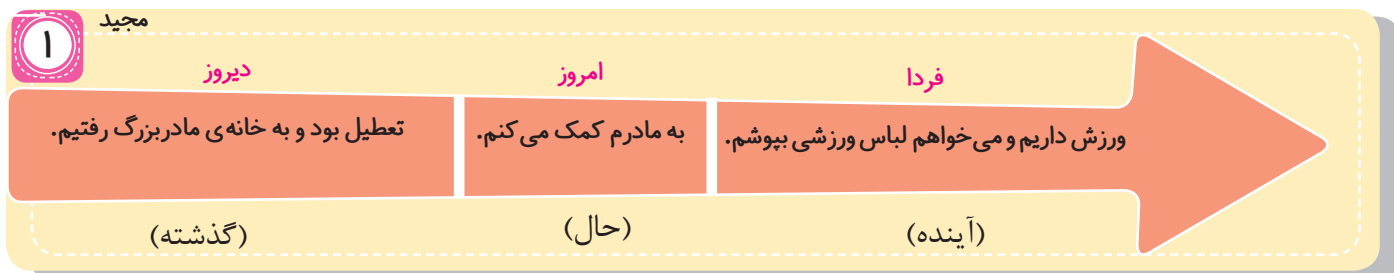 مجید
۱
دیروز امروز فردا
تعطیل بود و به خانه‌ی مادربزرگ رفتیم. به مادرم کمک می‌کنم. ورزش داریم و می‌خواهم لباس ورزشی بپوشم.
(گذشته) (حال) (آینده)